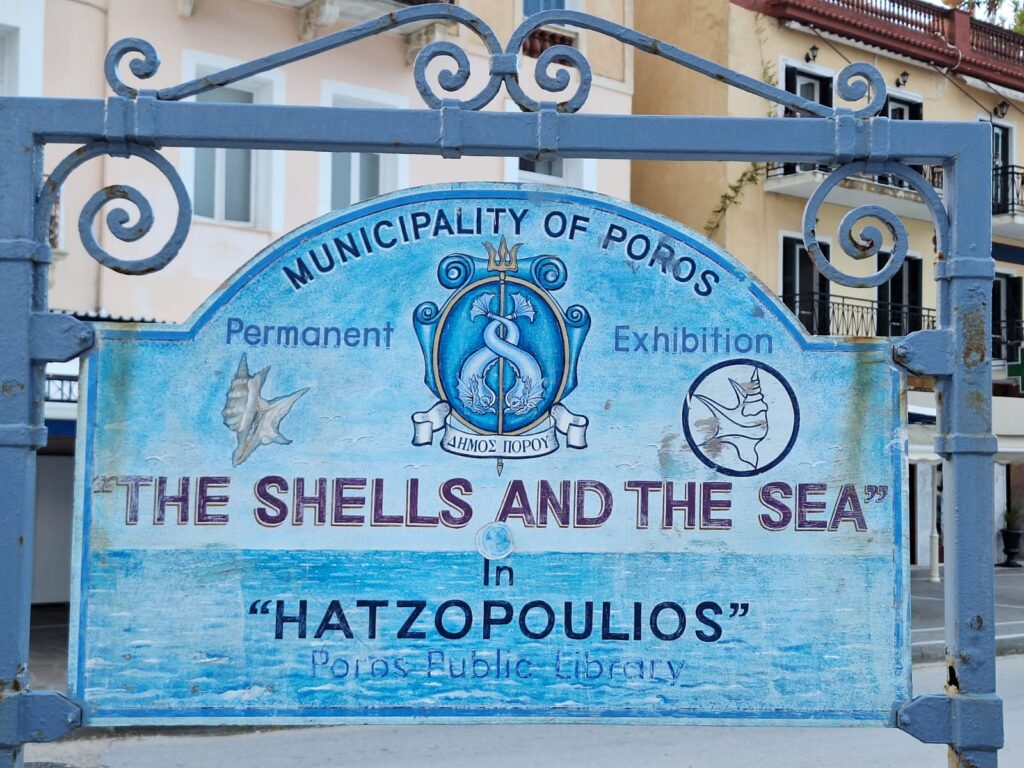 MUNICIPALITY OF POROS
Permanent Exhibition
ΔΗΜΟΣ ΠΟΡΟΥ
"THE SHELLS AND THE SEA"
In
"HATZOPOULIOS"
Poros Public Library